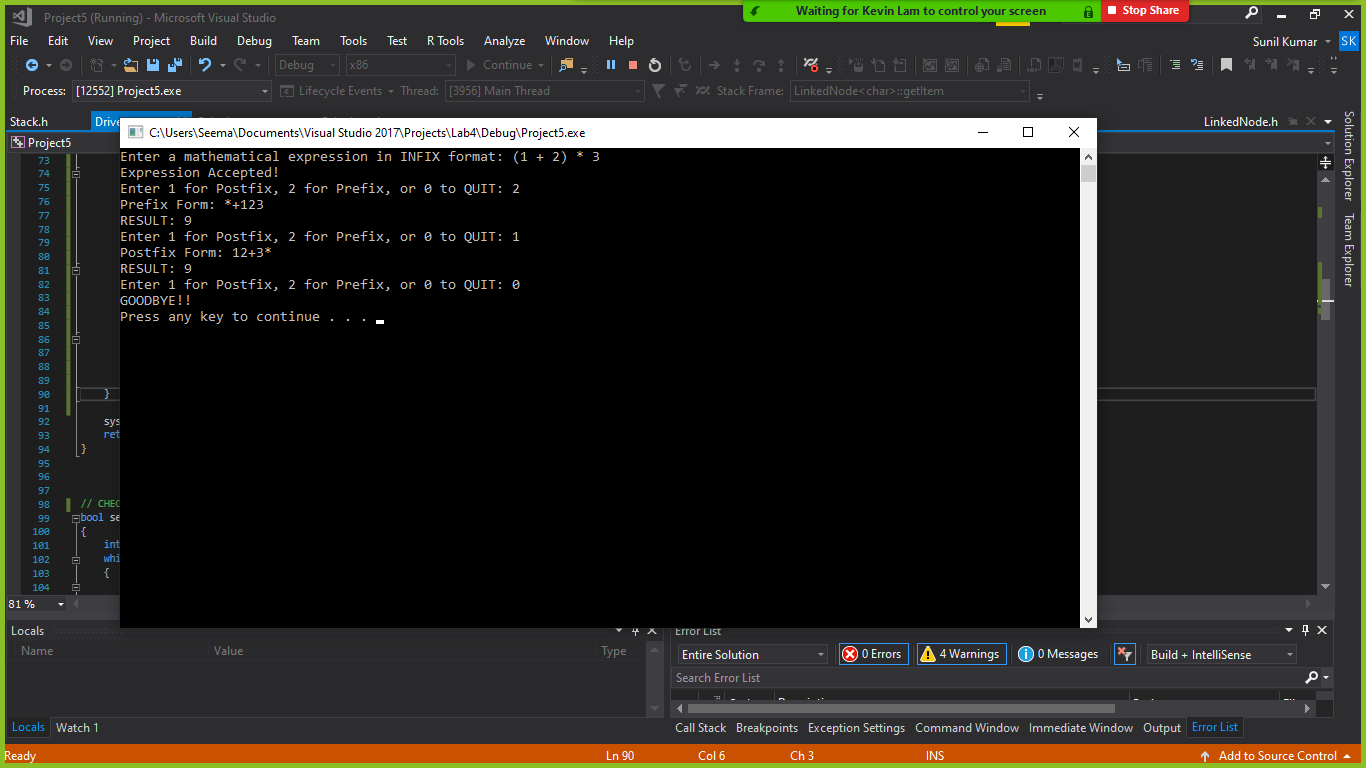 Project5 (Running) - Microsoft Visual Studio
Waiting for Kevin Lam to control your screen
Stop Share
File Edit View Project Build Debug Team Tools Test R Tools Analyze Window Help
Sunil Kumar SK
Debug x86 Continue
Process: [12552] Project5.exe Lifecycle Events Thread: [3956] Main Thread Stack Frame: LinkedNode<char>::getItem
Stack.h Drive LinkedNode.h
Project5
C:\Users\Seema\Documents\Visual Studio 2017\Projects\Lab4\Debug\Project5.exe
Enter a mathematical expression in INFIX format: (1 + 2) * 3
Expression Accepted!
Enter 1 for Postfix, 2 for Prefix, or 0 to QUIT: 2
Prefix Form: *+123
RESULT: 9
Enter 1 for Postfix, 2 for Prefix, or 0 to QUIT: 1
Postfix Form: 12+3*
RESULT: 9
Enter 1 for Postfix, 2 for Prefix, or 0 to QUIT: 0
GOODBYE!!
Press any key to continue . . .
73
74
75
76
77
78
79
80
81
82
83
84
85
86
87
88
89
90 }
91
92 sys
93 ret
94 }
95
96
97
98 // CHEC
99 bool se
100 {
101 int
102 whi
103 {
104
81 %
Solution Explorer
Team Explorer
Locals
Name Value Type
Locals Watch 1
Error List
Entire Solution 0 Errors 4 Warnings 0 Messages Build + IntelliSense
Search Error List
Call Stack Breakpoints Exception Settings Command Window Immediate Window Output Error List
Ready Ln 90 Col 6 Ch 3 INS Add to Source Control